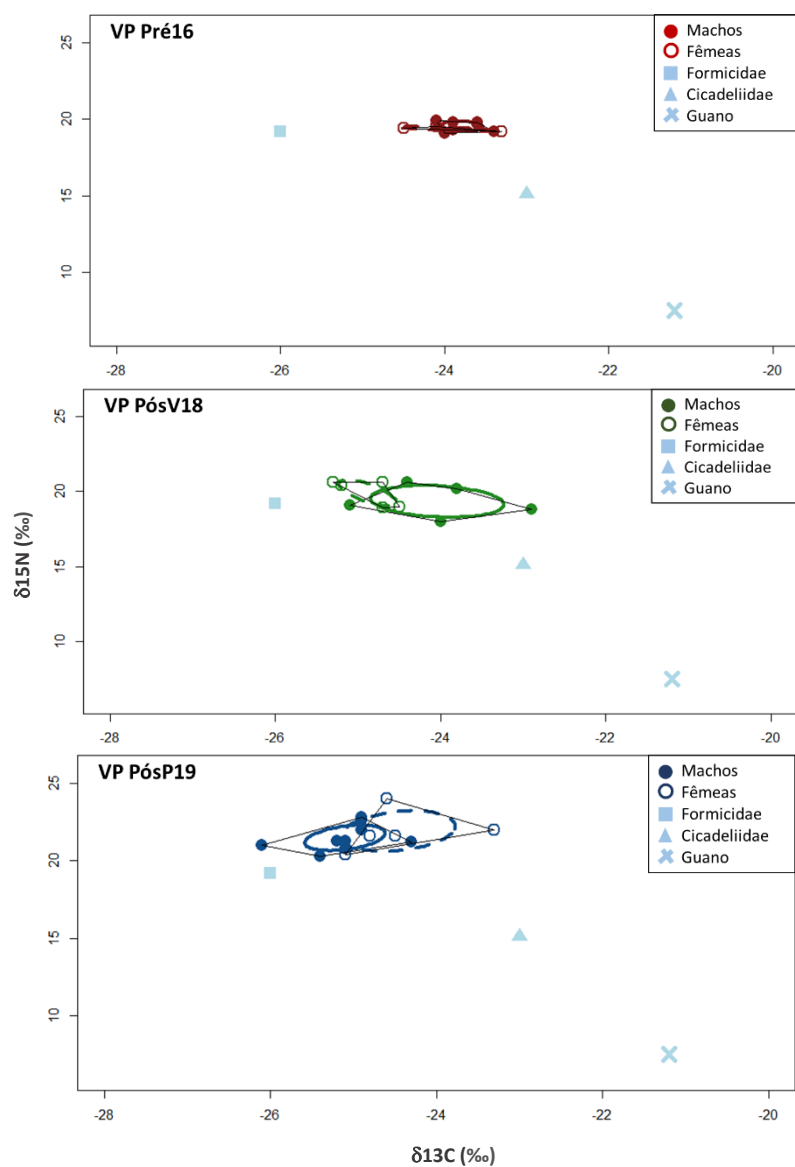 VP Pré16
Machos
Fêmeas
Formicidae
Cicadeliidae
Guano
25
20
15
10
-28
-26
-24
-22
-20
VP PósV18
Machos
Fêmeas
Formicidae
Cicadeliidae
Guano
25
20
15
10
δ15N (‰)
-28
-26
-24
-22
-20
VP PósP19
Machos
Fêmeas
Formicidae
Cicadeliidae
Guano
25
20
15
10
-28
-26
-24
-22
-20
δ13C (‰)